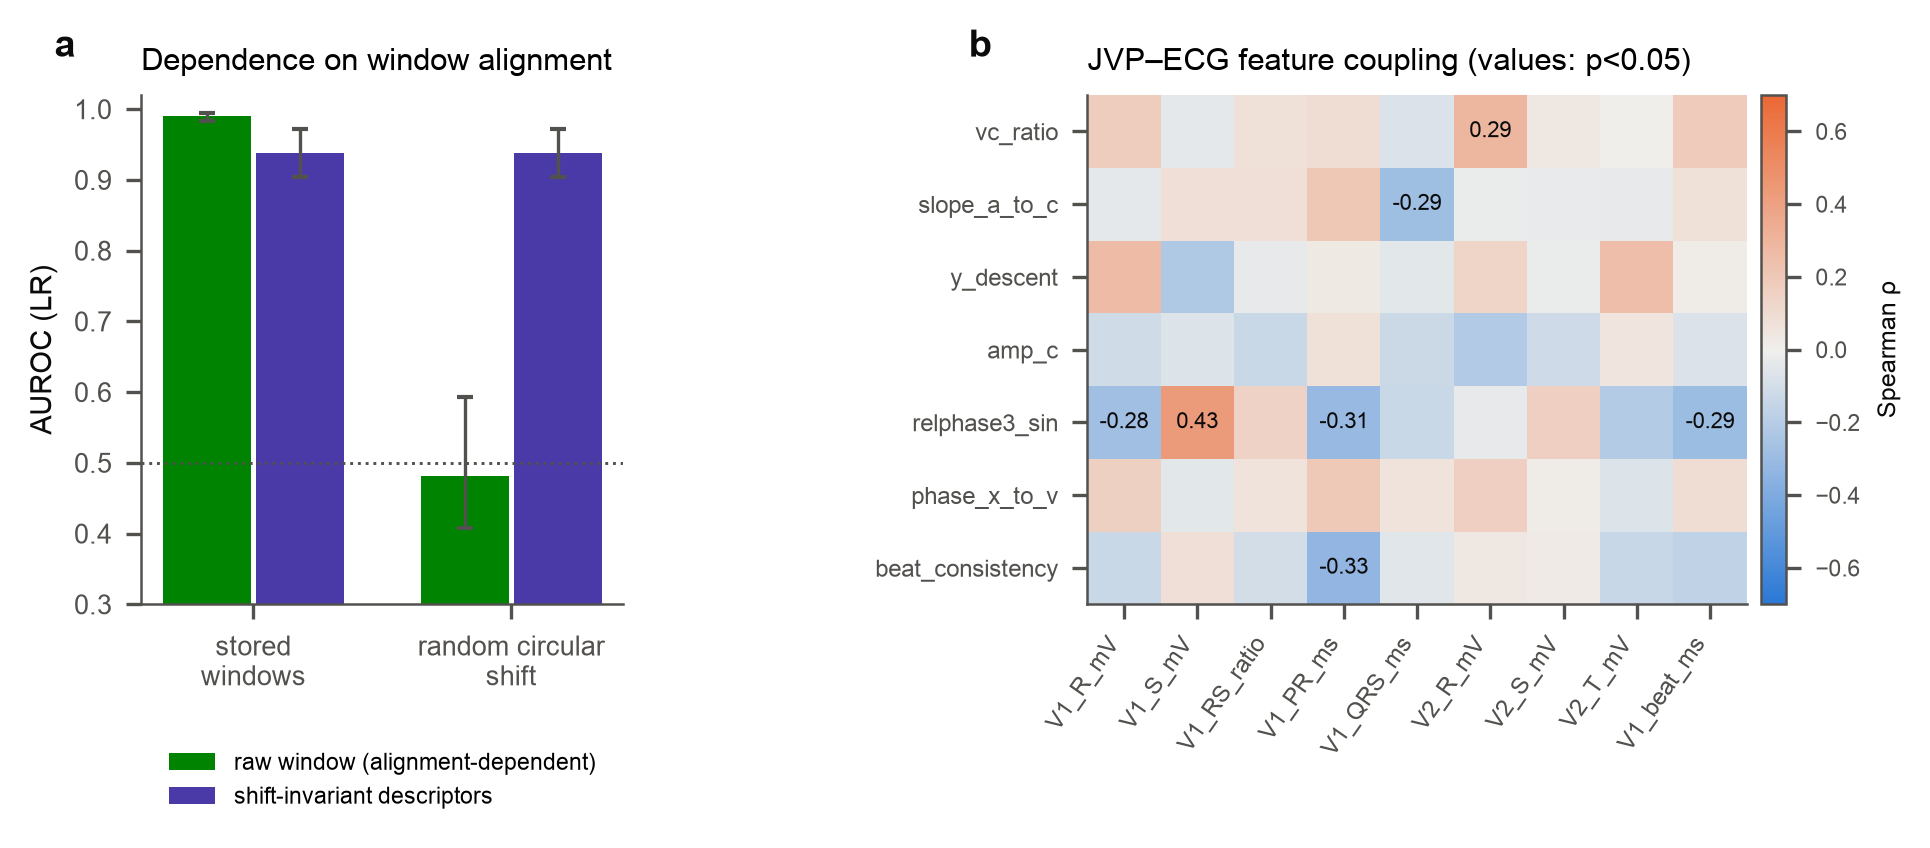 a
Dependence on window alignment
AUROC (LR)
1.0
0.9
0.8
0.7
0.6
0.5
0.4
0.3
stored
windows
random circular
shift
raw window (alignment-dependent)
shift-invariant descriptors
b
JVP–ECG feature coupling (values: p<0.05)
vc_ratio
slope_a_to_c
y_descent
amp_c
relphase3_sin
phase_x_to_v
beat_consistency
0.29
-0.29
-0.28
0.43
-0.31
-0.29
-0.33
V1_R_mV
V1_S_mV
V1_RS_ratio
V1_PR_ms
V1_QRS_ms
V2_R_mV
V2_S_mV
V2_T_mV
V1_beat_ms
0.6
0.4
0.2
0.0
−0.2
−0.4
−0.6
Spearman ρ